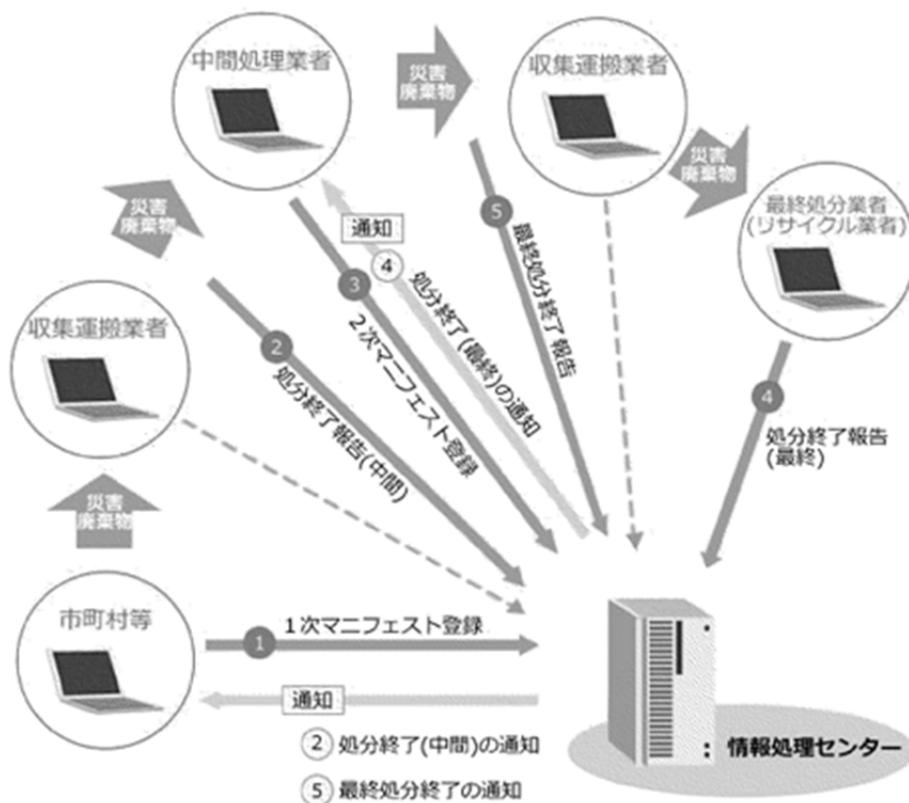 中間処理業者
災害
廃棄物
収集運搬業者
災害
廃棄物
最終処分業者
(リサイクル業者)
災害
廃棄物
通知
4
処分終了(最終)の通知
5
最終処分終了報告
3
2次マニフェスト登録
収集運搬業者
2
処分終了報告(中間)
4
処分終了報告
(最終)
災害
廃棄物
市町村等
1
1次マニフェスト登録
通知
2 処分終了(中間)の通知
5 最終処分終了の通知
情報処理センター